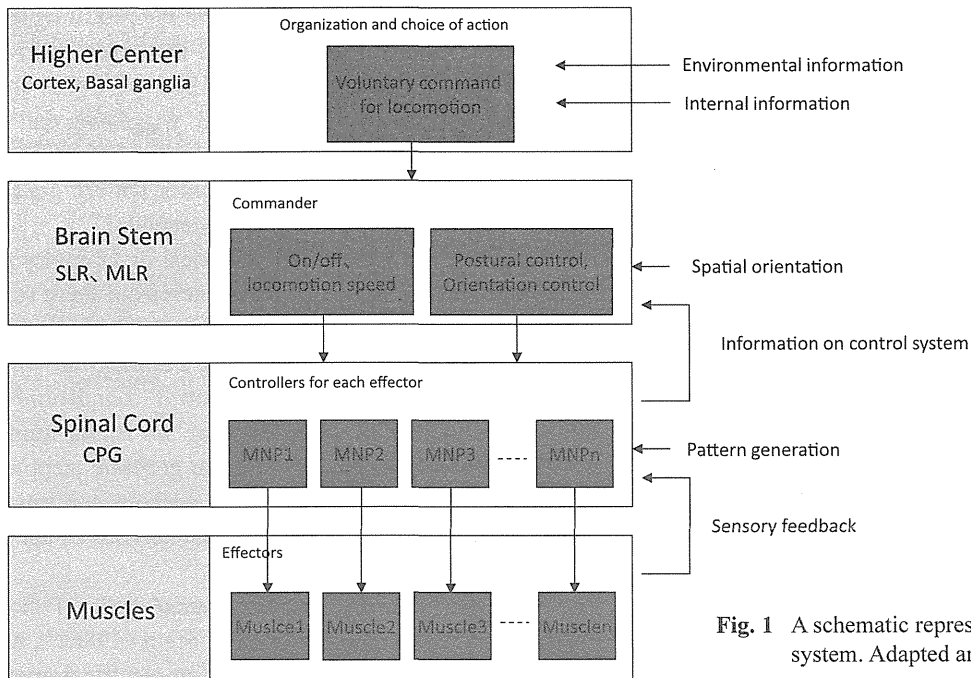 Organization and choice of action
Higher Center
Cortex, Basal ganglia
Voluntary command
for locomotion
Environmental information
Internal information
Commander
Brain Stem
SLR、MLR
On/off、
locomotion speed
Postural control,
Orientation control
Spatial orientation
Information on control system
Controllers for each effector
Spinal Cord
CPG
MNP1 MNP2 MNP3 ---- MNPn
Pattern generation
Sensory feedback
Effectors
Muscles
Muslce1 Muscle2 Muscle3 ---- Musclen
Fig. 1 A schematic repres
system. Adapted an